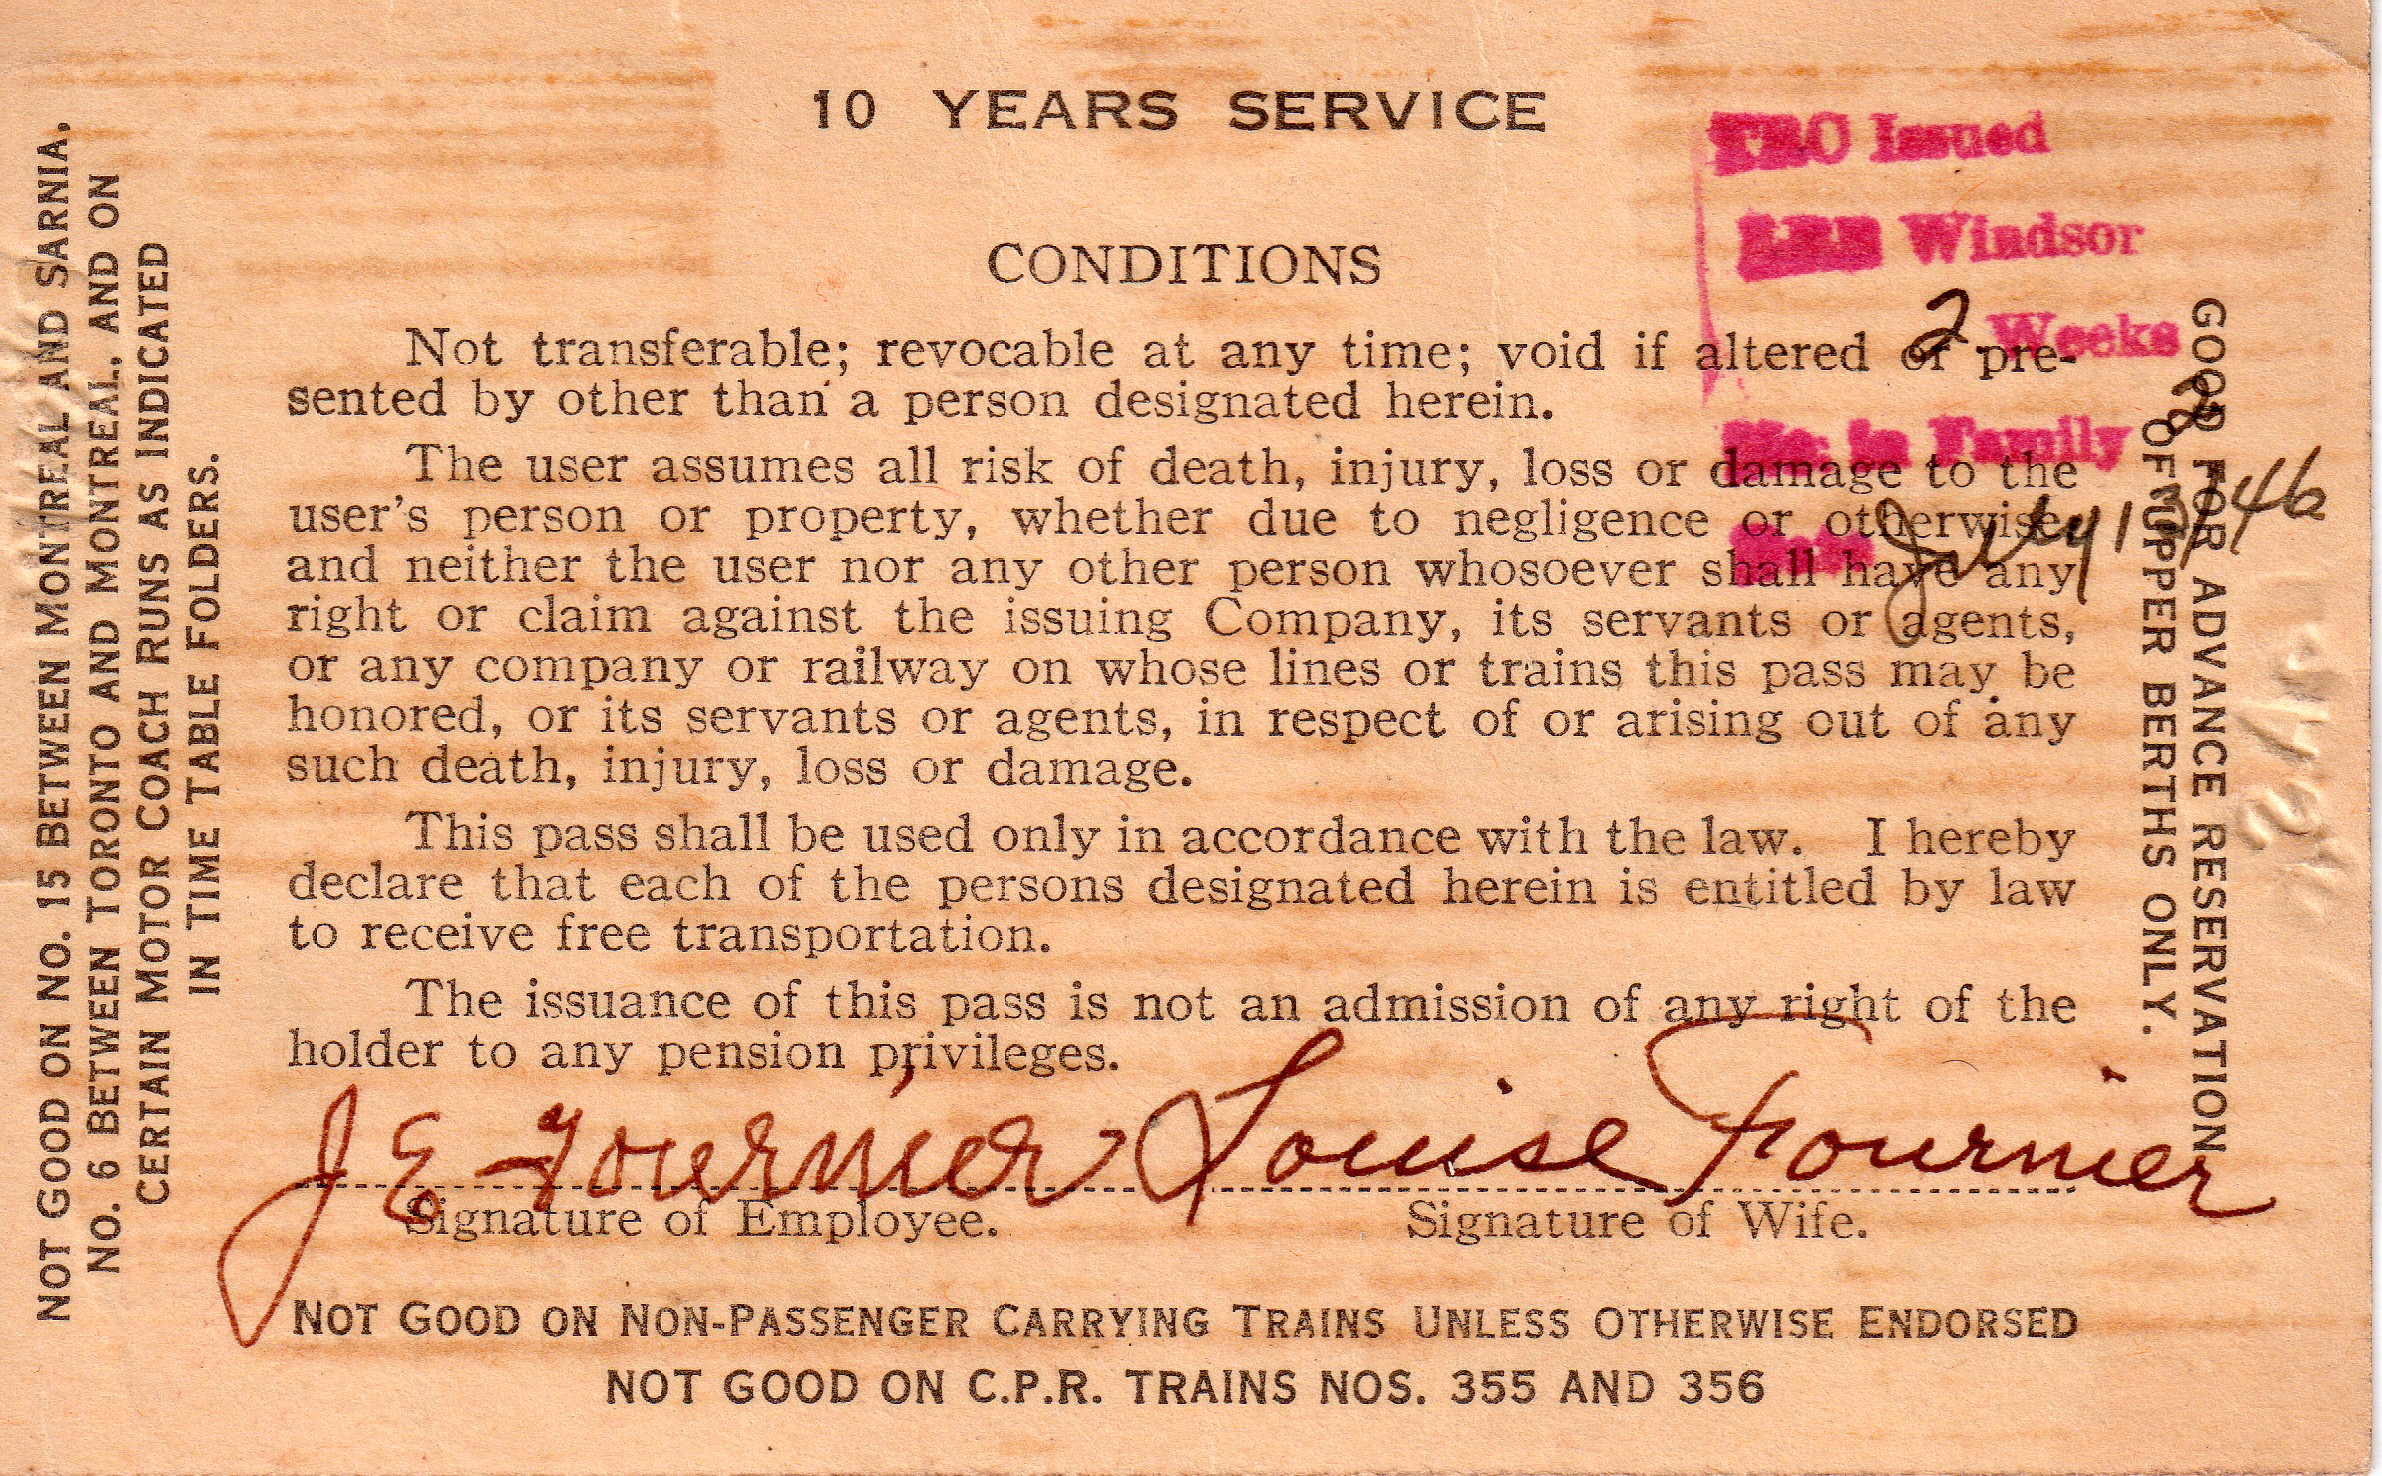 10 YEARS SERVICE
CONDITIONS
Not transferable; revocable at any time; void if altered or pre-
sented by other than a person designated herein.
The user assumes all risk of death, injury, loss or damage to the
user's person or property, whether due to negligence or otherwise,
and neither the user nor any other person whosoever shall have any
right or claim against the issuing Company, its servants or agents,
or any company or railway on whose lines or trains this pass may be
honored, or its servants or agents, in respect of or arising out of any
such death, injury, loss or damage.
This pass shall be used only in accordance with the law. I hereby
declare that each of the persons designated herein is entitled by law
to receive free transportation.
The issuance of this pass is not an admission of any right of the
holder to any pension privileges.
J E Fournier Louise Fournier
Signature of Employee. Signature of Wife.
NOT GOOD ON NON-PASSENGER CARRYING TRAINS UNLESS OTHERWISE ENDORSED
NOT GOOD ON C.P.R. TRAINS NOS. 355 AND 356
NOT GOOD ON NO. 15 BETWEEN MONTREAL AND SARNIA,
NO. 6 BETWEEN TORONTO AND MONTREAL, AND ON
CERTAIN MOTOR COACH RUNS AS INDICATED
IN TIME TABLE FOLDERS.
GOOD FOR ADVANCE RESERVATION
OF UPPER BERTHS ONLY.
Issued
Windsor
2 Weeks
in Family
July